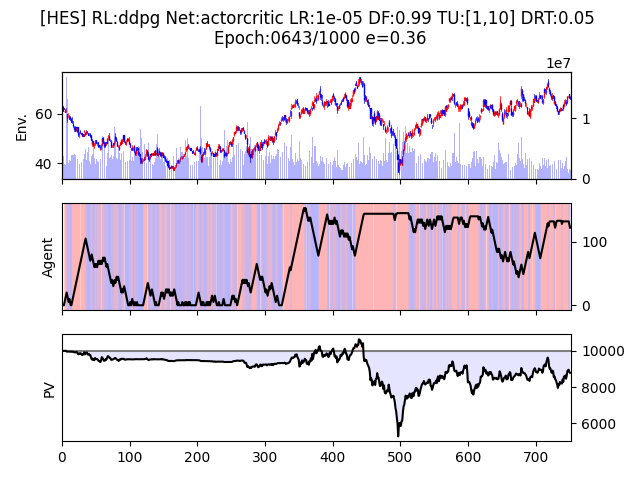 [HES] RL:ddpg Net:actorcritic LR:1e-05 DF:0.99 TU:[1,10] DRT:0.05
Epoch:0643/1000 e=0.36
1e7
Env.
60
40
1
0
Agent
100
0
PV
10000
8000
6000
0 100 200 300 400 500 600 700